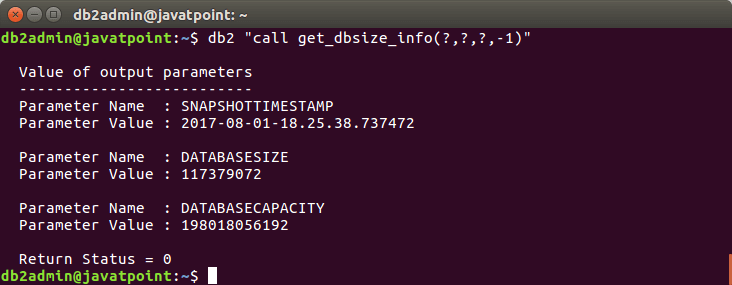 db2admin@javatpoint: ~
db2admin@javatpoint:~$ db2 "call get_dbsize_info(?,?,?,-1)"
Value of output parameters
--------------------------
Parameter Name  : SNAPSHOTTIMESTAMP
Parameter Value : 2017-08-01-18.25.38.737472
Parameter Name  : DATABASESIZE
Parameter Value : 117379072
Parameter Name  : DATABASECAPACITY
Parameter Value : 198018056192
Return Status = 0
db2admin@javatpoint:~$